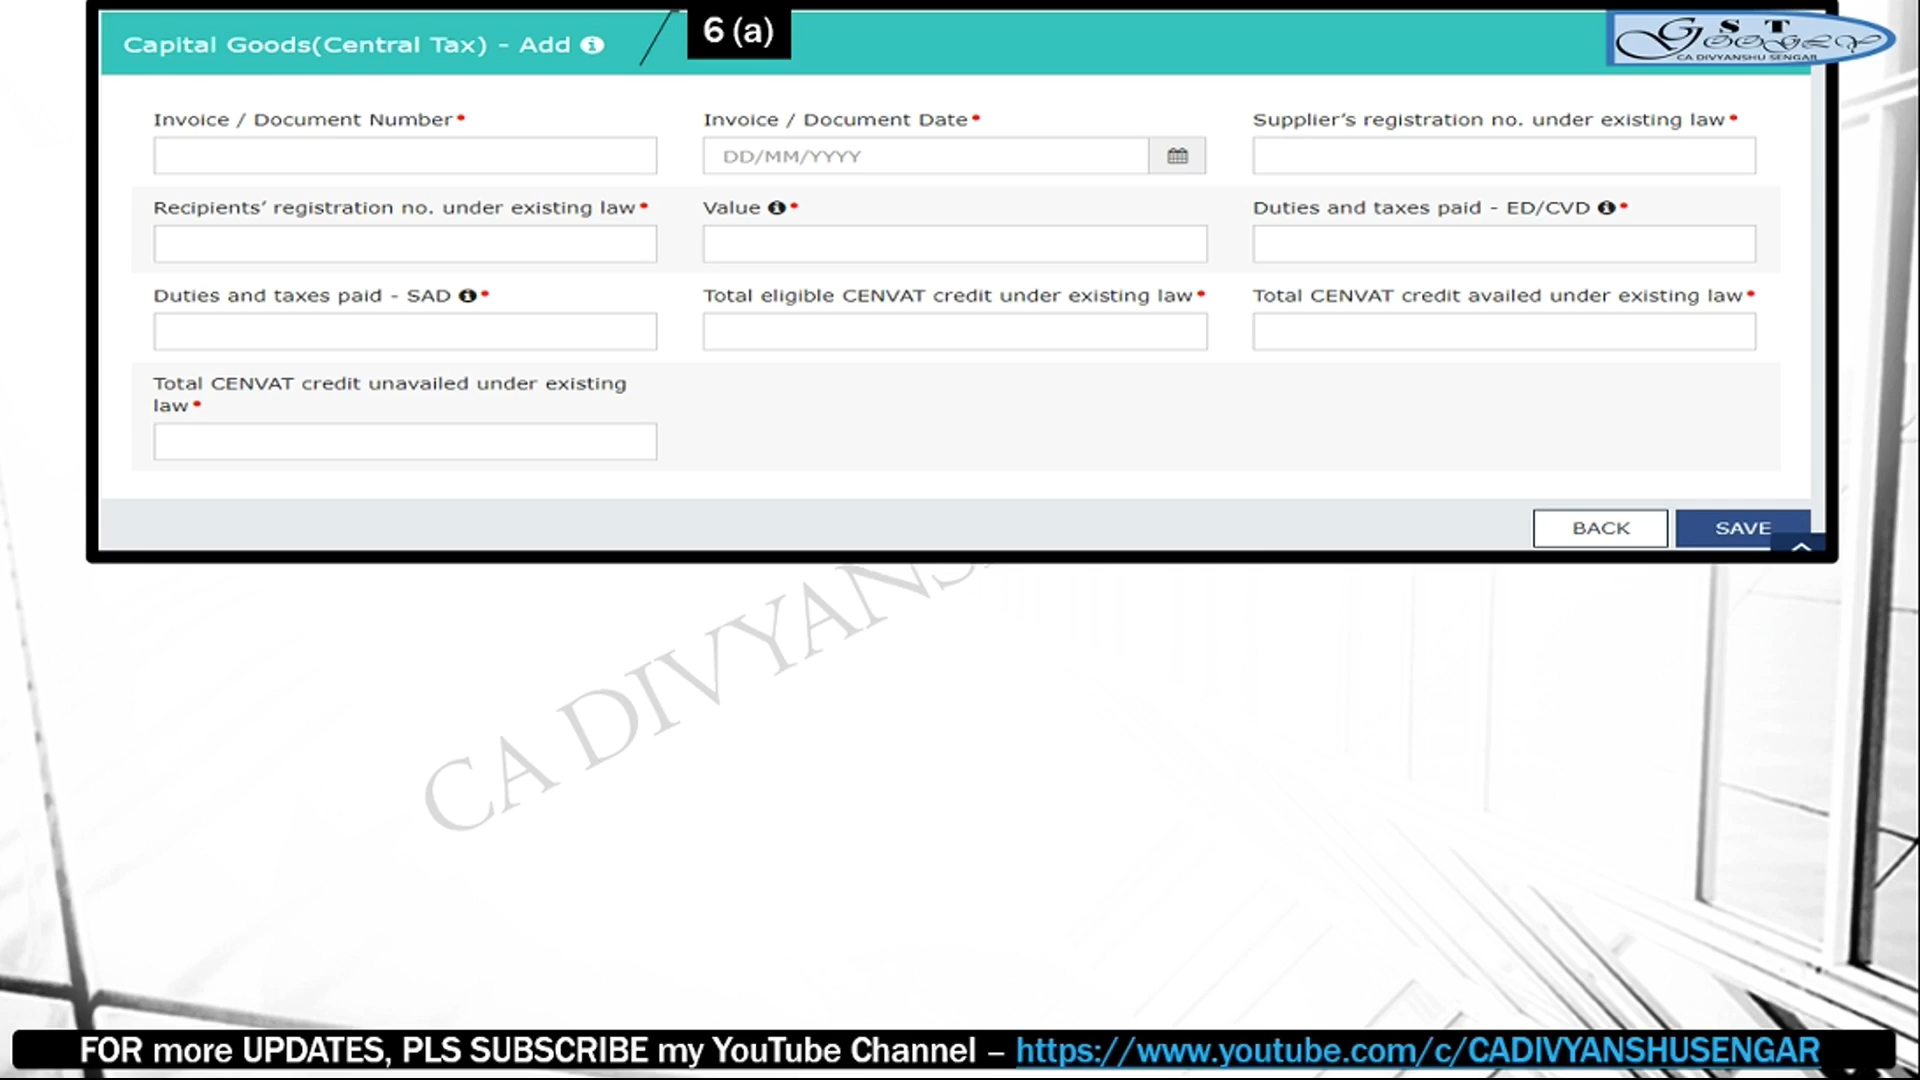 Capital Goods(Central Tax) - Add
6 (a)
G S T
GOOGLY
CA DIVYANSHU SENGAR
Invoice / Document Number•
Invoice / Document Date•
Supplier's registration no. under existing law•
DD/MM/YYYY
Recipients' registration no. under existing law•
Value •
Duties and taxes paid - ED/CVD •
Duties and taxes paid - SAD •
Total eligible CENVAT credit under existing law•
Total CENVAT credit availed under existing law•
Total CENVAT credit unavailed under existing
law•
BACK
SAVE
CA DIVYANS
FOR more UPDATES, PLS SUBSCRIBE my YouTube Channel – https://www.youtube.com/c/CADIVYANSHUSENGAR